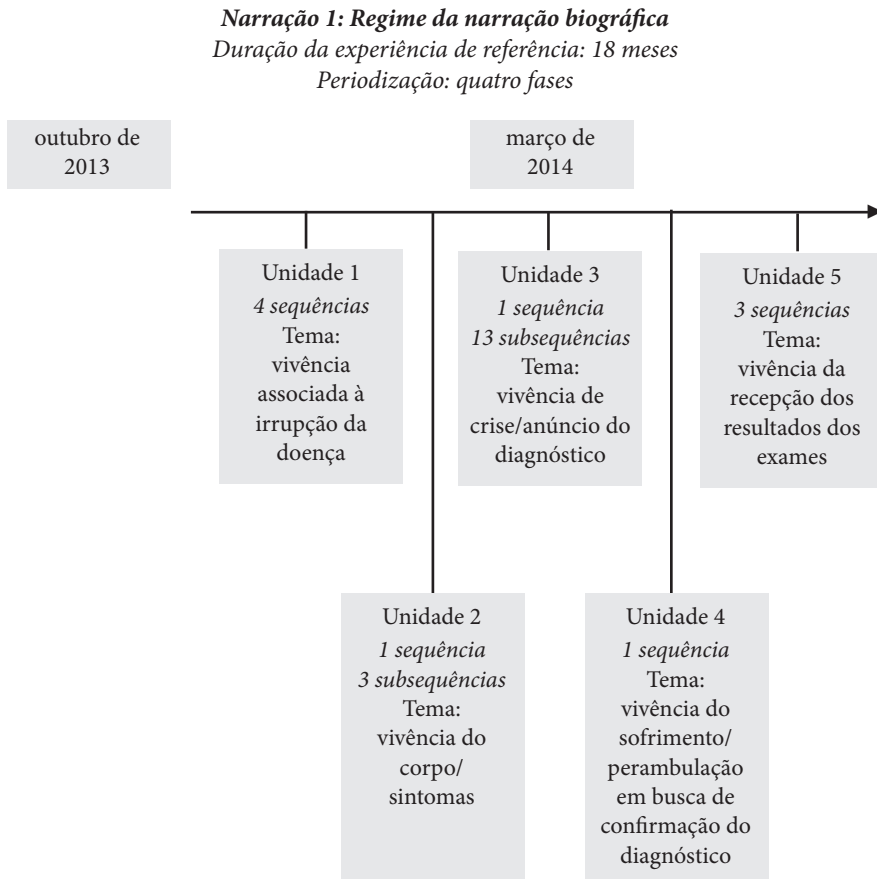 Narração 1: Regime da narração biográfica
Duração da experiência de referência: 18 meses
Periodização: quatro fases
outubro de
2013
março de
2014
Unidade 1
4 sequências
Tema:
vivência
associada à
irrupção da
doença
Unidade 3
1 sequência
13 subsequências
Tema:
vivência de
crise/anúncio do
diagnóstico
Unidade 5
3 sequências
Tema:
vivência da
recepção dos
resultados dos
exames
Unidade 2
1 sequência
3 subsequências
Tema:
vivência do
corpo/
sintomas
Unidade 4
1 sequência
Tema:
vivência do
sofrimento/
perambulação
em busca de
confirmação do
diagnóstico